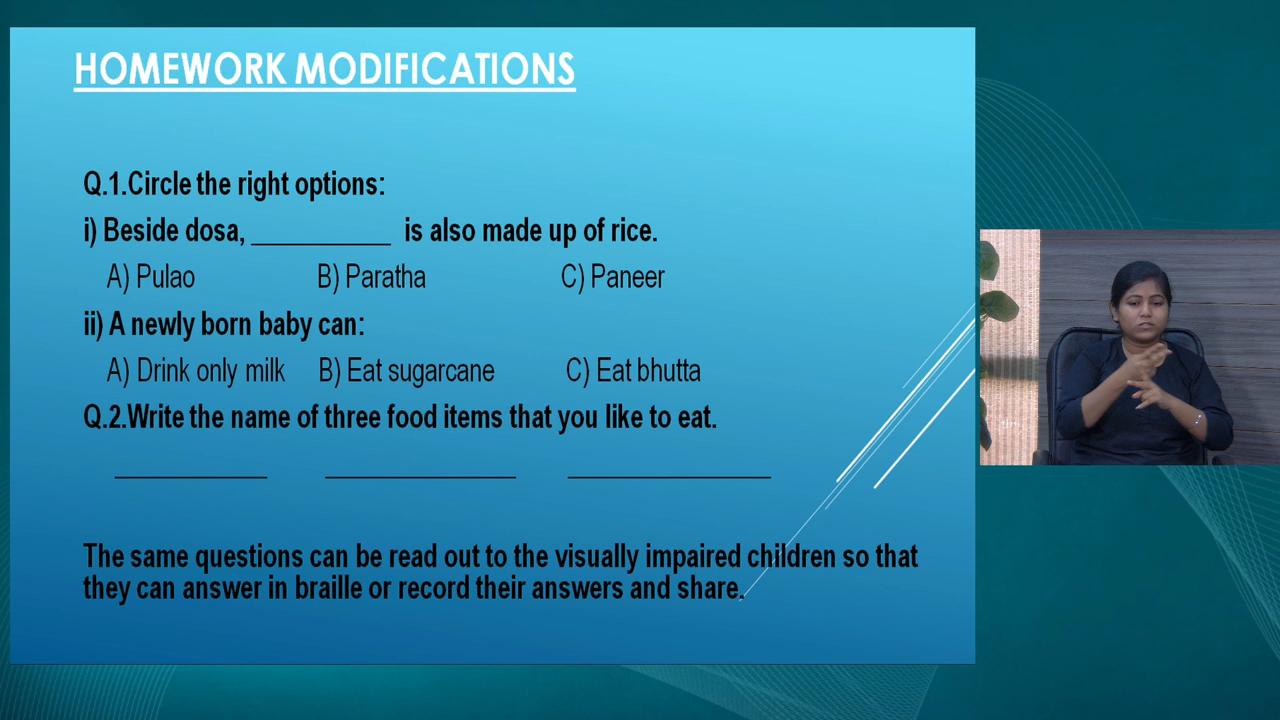 HOMEWORK MODIFICATIONS
Q.1.Circle the right options:
i) Beside dosa, __________ is also made up of rice.
A) Pulao B) Paratha C) Paneer
ii) A newly born baby can:
A) Drink only milk B) Eat sugarcane C) Eat bhutta
Q.2.Write the name of three food items that you like to eat.
___________ ______________ _______________
The same questions can be read out to the visually impaired children so that
they can answer in braille or record their answers and share.